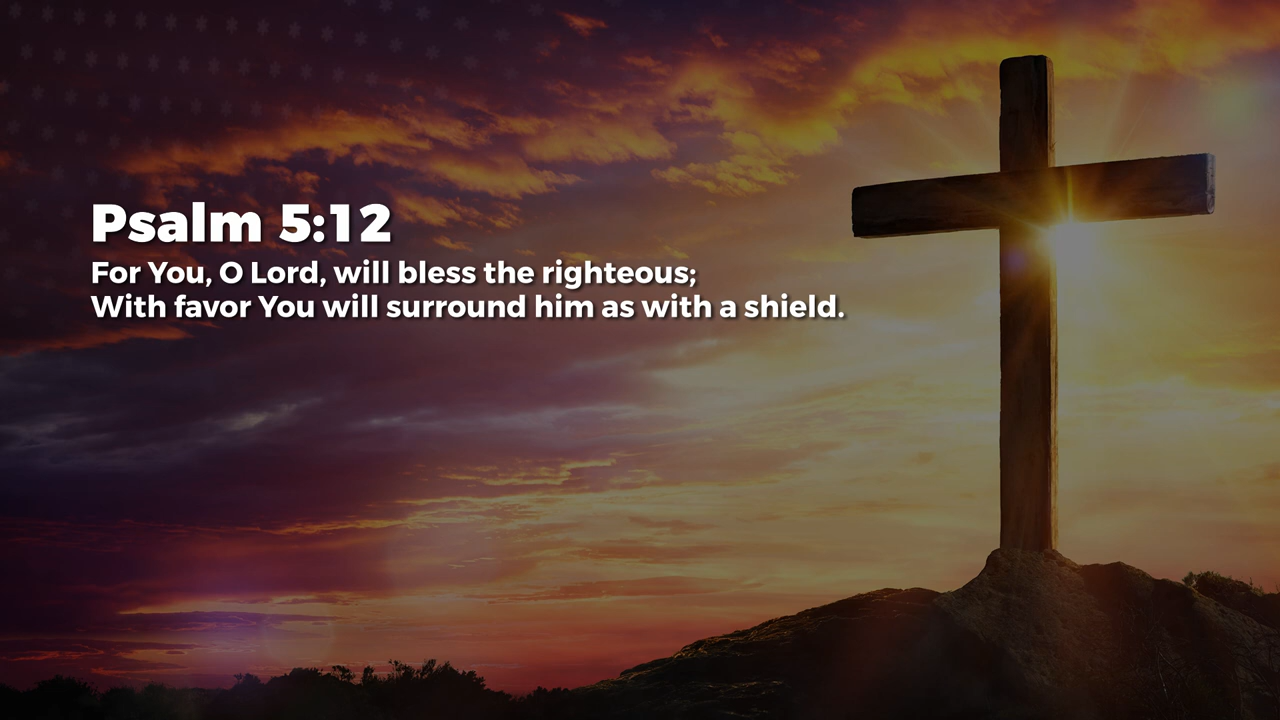 Psalm 5:12
For You, O Lord, will bless the righteous;
With favor You will surround him as with a shield.